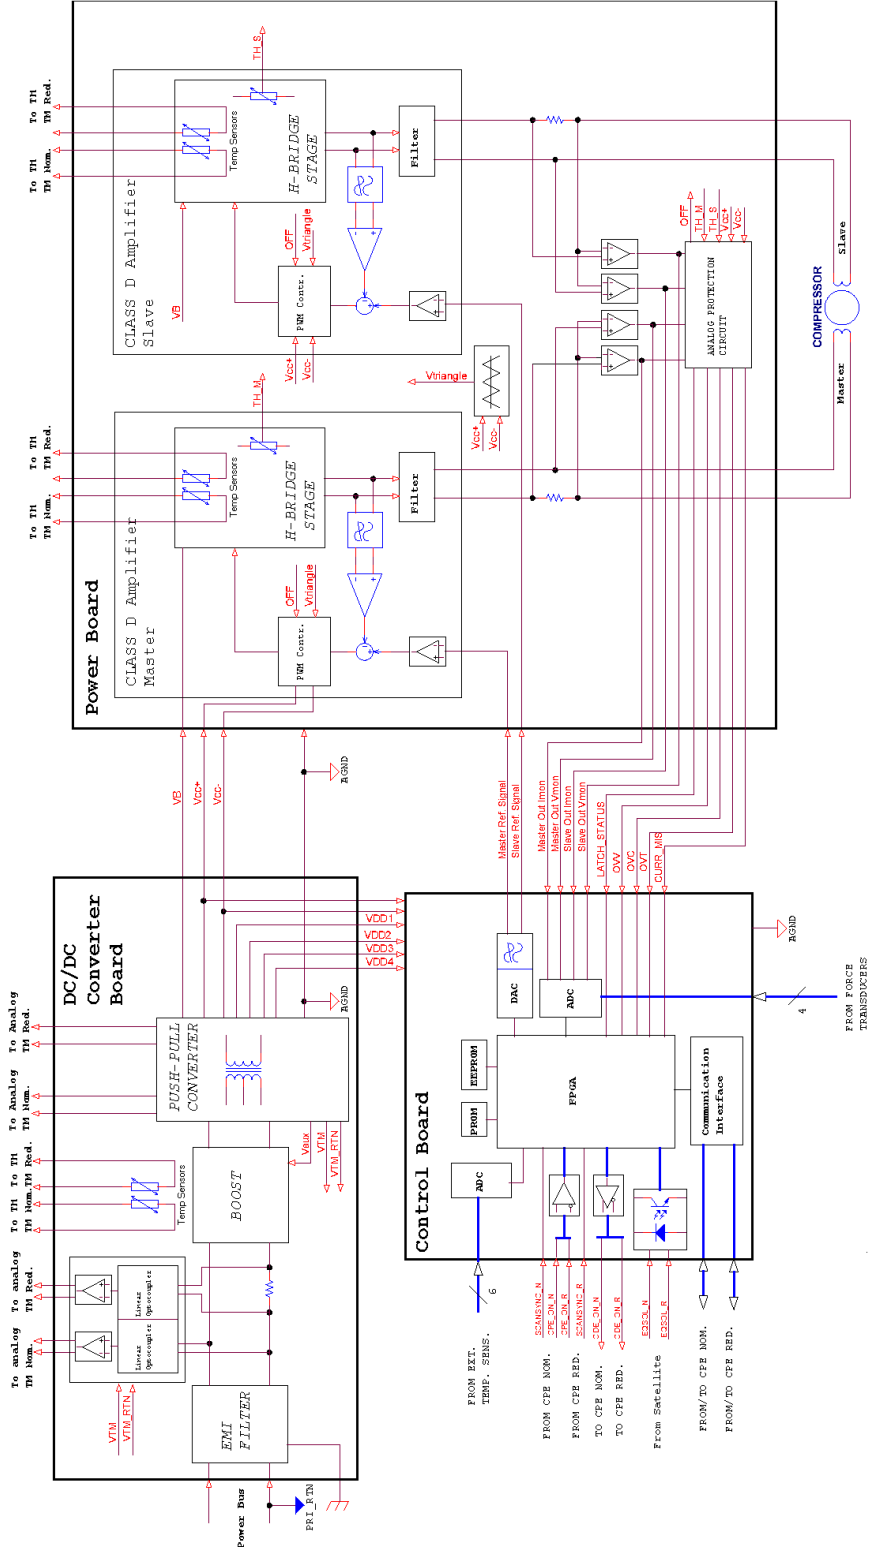 Power Board
CLASS D Amplifier
Slave
To TM
TM Red.
To TM
TM Nom.
TH_S
Temp Sensors
H-BRIDGE
STAGE
Filter
VB
OFF
Vtriangle
PWM Contr.
Vcc+
Vcc-
CLASS D Amplifier
Master
To TM
TM Red.
To TM
TM Nom.
TH_M
Temp Sensors
H-BRIDGE
STAGE
Filter
OFF
Vtriangle
PWM Contr.
Vtriangle
Vcc+
Vcc-
OFF
TH_M
TH_S
Vcc+
Vcc-
ANALOG PROTECTION
CIRCUIT
COMPRESSOR
Slave
Master
VB
Vcc+
Vcc-
AGND
Master Ref. Signal
Slave Ref. Signal
Master Out Imon
Master Out Vmon
Slave Out Imon
Slave Out Vmon
LATCH_STATUS
OVV
OVC
OVT
CURR_MIS
DC/DC
Converter
Board
VDD1
VDD2
VDD3
VDD4
AGND
To Analog
TM Red.
To Analog
TM Nom.
PUSH-PULL
CONVERTER
Vaux
VTM
VTM_RTN
To TM
TM Red.
To TM
TM Nom.
Temp Sensors
BOOST
To analog
TM Red.
To analog
TM Nom.
Linear
Optocoupler
Linear
Optocoupler
VTM
VTM_RTN
EMI
FILTER
Power Bus
PRI_RTN
Control Board
DAC
ADC
EEPROM
PROM
FPGA
Communication
Interface
ADC
AGND
4
FROM FORCE
TRANSDUCERS
6
FROM EXT.
TEMP. SENS.
SCANSYNC_N
CPE_ON_N
CPE_ON_R
SCANSYNC_R
CDE_ON_N
CDE_ON_R
EQSOL_N
EQSOL_R
FROM CPE NOM.
FROM CPE RED.
TO CPE NOM.
TO CPE RED.
From Satellite
FROM/TO CPE NOM.
FROM/TO CPE RED.